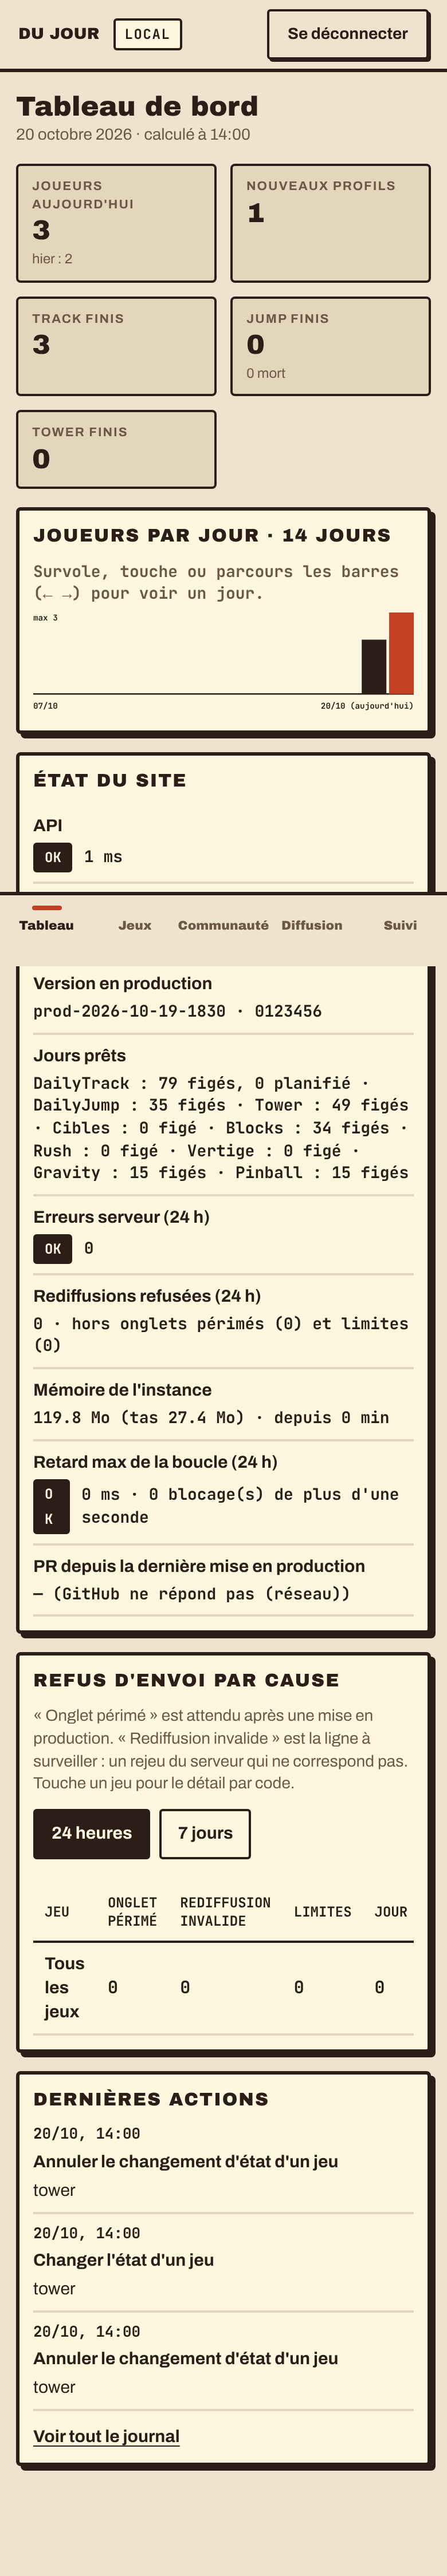 DU JOUR
LOCAL
Se déconnecter
Tableau de bord
20 octobre 2026 · calculé à 14:00
JOUEURS
AUJOURD'HUI
3
hier : 2
NOUVEAUX PROFILS
1
TRACK FINIS
3
JUMP FINIS
0
0 mort
TOWER FINIS
0
JOUEURS PAR JOUR · 14 JOURS
Survole, touche ou parcours les barres
(← →) pour voir un jour.
max 3
07/10
20/10 (aujourd'hui)
ÉTAT DU SITE
API
OK 1 ms
Tableau
Jeux
Communauté
Diffusion
Suivi
Version en production
prod-2026-10-19-1830 · 0123456
Jours prêts
DailyTrack : 79 figés, 0 planifié ·
DailyJump : 35 figés · Tower : 49 figés
· Cibles : 0 figé · Blocks : 34 figés ·
Rush : 0 figé · Vertige : 0 figé ·
Gravity : 15 figés · Pinball : 15 figés
Erreurs serveur (24 h)
OK 0
Rediffusions refusées (24 h)
0 · hors onglets périmés (0) et limites
(0)
Mémoire de l'instance
119.8 Mo (tas 27.4 Mo) · depuis 0 min
Retard max de la boucle (24 h)
O
K
0 ms · 0 blocage(s) de plus d'une
seconde
PR depuis la dernière mise en production
— (GitHub ne répond pas (réseau))
REFUS D'ENVOI PAR CAUSE
« Onglet périmé » est attendu après une mise en
production. « Rediffusion invalide » est la ligne à
surveiller : un rejeu du serveur qui ne correspond pas.
Touche un jeu pour le détail par code.
24 heures
7 jours
JEU
ONGLET
PÉRIMÉ
REDIFFUSION
INVALIDE
LIMITES
JOUR
Tous
les
jeux
0
0
0
0
DERNIÈRES ACTIONS
20/10, 14:00
Annuler le changement d'état d'un jeu
tower
20/10, 14:00
Changer l'état d'un jeu
tower
20/10, 14:00
Annuler le changement d'état d'un jeu
tower
Voir tout le journal